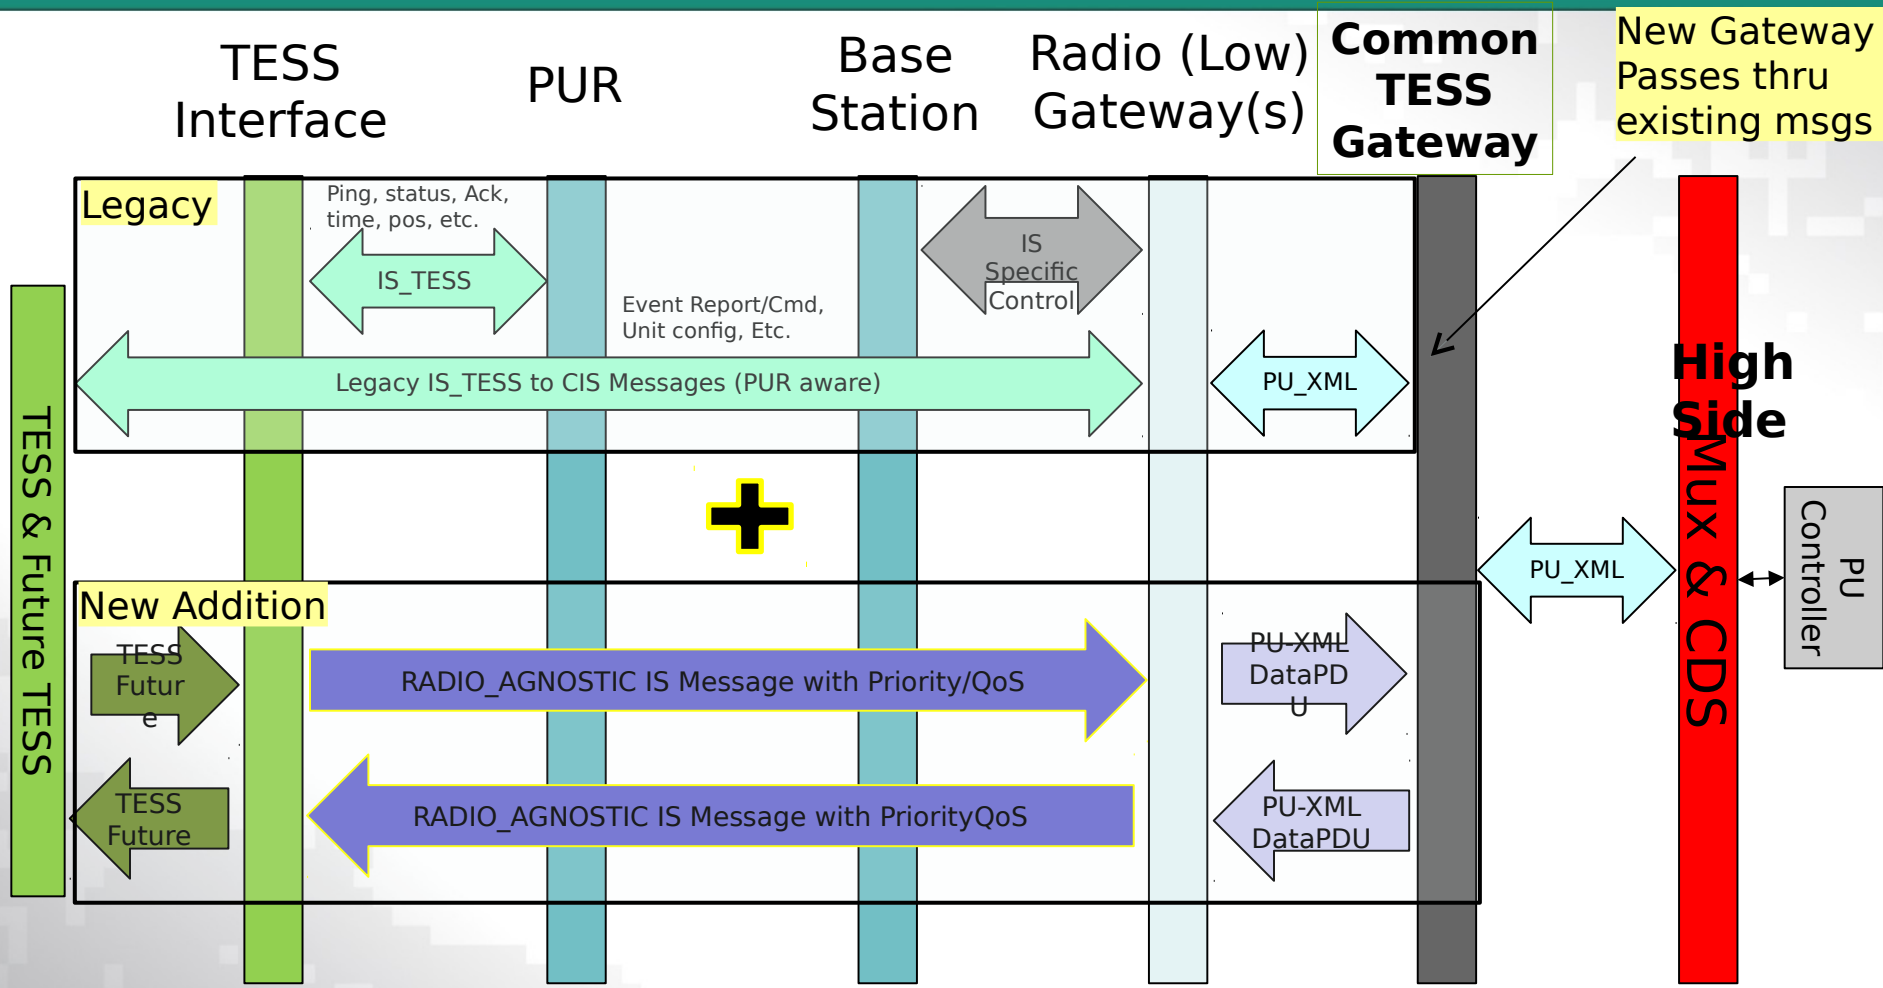 TESS
Interface
PUR
Base
Station
Radio (Low)
Gateway(s)
Common
TESS
Gateway
New Gateway
Passes thru
existing msgs
Legacy
Ping, status, Ack,
time, pos, etc.
IS_TESS
IS
Specific
Control
Event Report/Cmd,
Unit config, Etc.
Legacy IS_TESS to CIS Messages (PUR aware)
PU_XML
High
Side
TESS & Future TESS
Mux & CDS
PU_XML
PU
Controller
New Addition
TESS
Futur
e
RADIO_AGNOSTIC IS Message with Priority/QoS
PU-XML
DataPD
U
TESS
Future
RADIO_AGNOSTIC IS Message with PriorityQoS
PU-XML
DataPDU